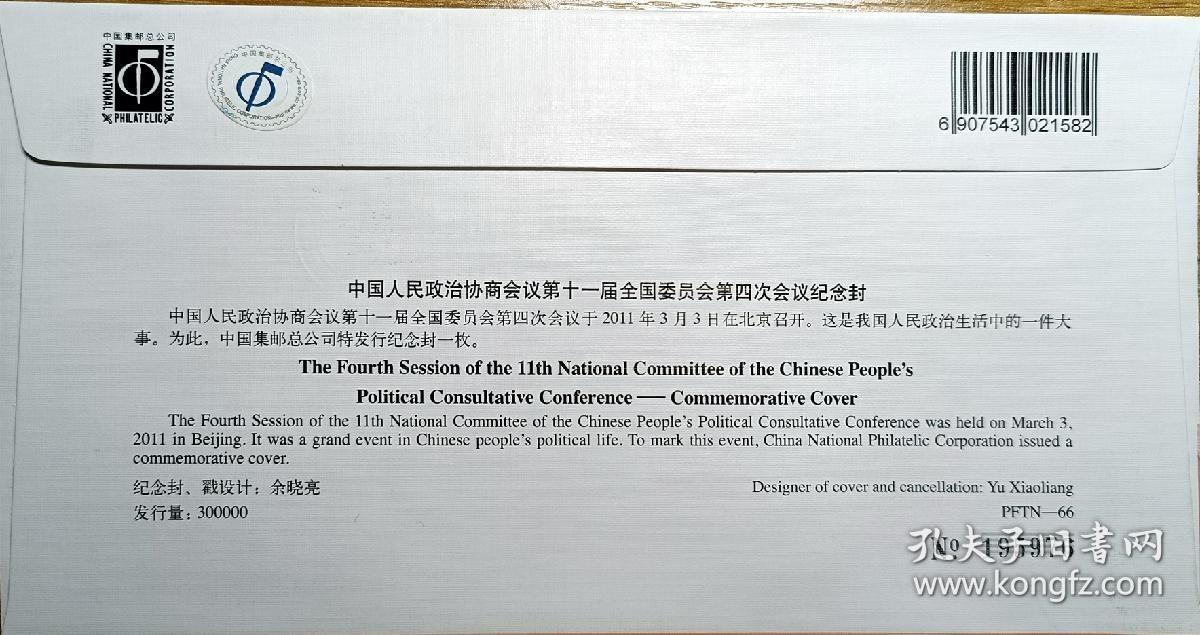 中国集邮总公司
CHINA NATIONAL
PHILATELIC
CORPORATION
中国集邮总公司
6 907543 021582
中国人民政治协商会议第十一届全国委员会第四次会议纪念封
中国人民政治协商会议第十一届全国委员会第四次会议于 2011 年 3 月 3 日在北京召开。这是我国人民政治生活中的一件大
事。为此，中国集邮总公司特发行纪念封一枚。
The Fourth Session of the 11th National Committee of the Chinese People's
Political Consultative Conference — Commemorative Cover
The Fourth Session of the 11th National Committee of the Chinese People's Political Consultative Conference was held on March 3,
2011 in Beijing. It was a grand event in Chinese people's political life. To mark this event, China National Philatelic Corporation issued a
commemorative cover.
纪念封、戳设计：余晓亮
Designer of cover and cancellation: Yu Xiaoliang
发行量：300000
PFTN—66
孔夫子旧书网
№ 195976
www.kongfz.com